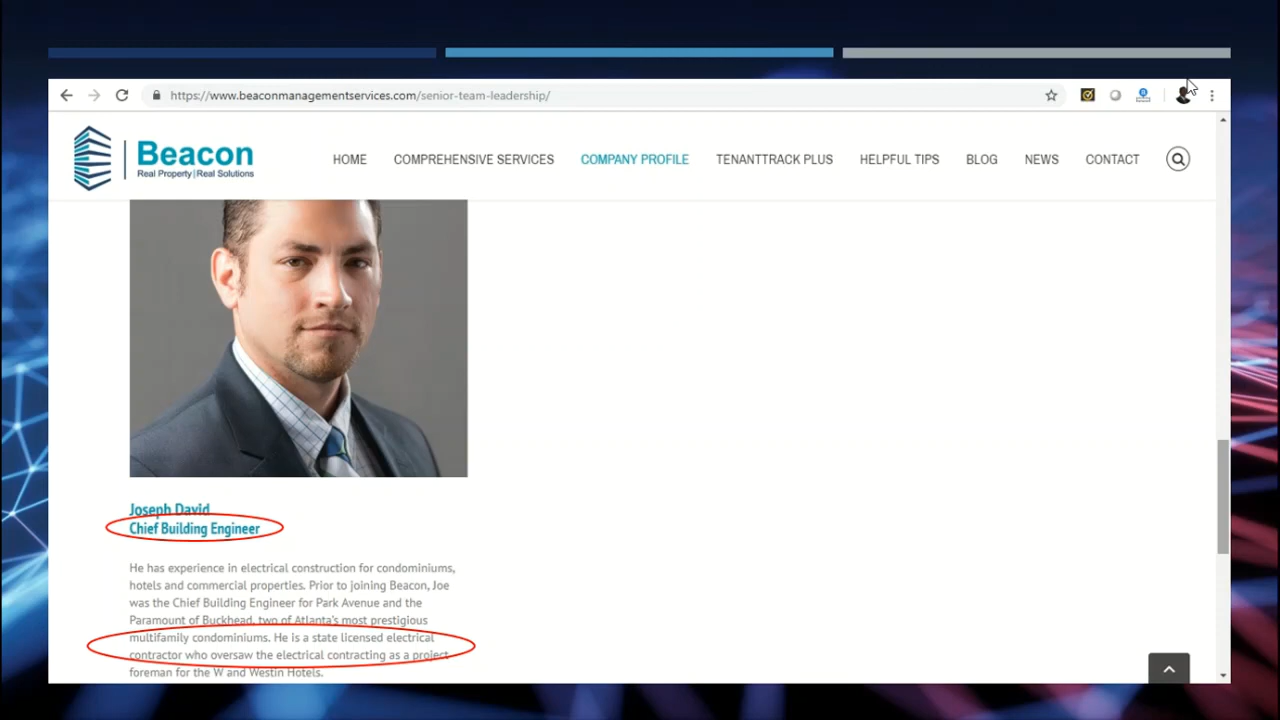 https://www.beaconmanagementservices.com/senior-team-leadership/
Beacon
Real Property|Real Solutions
HOME COMPREHENSIVE SERVICES COMPANY PROFILE TENANTTRACK PLUS HELPFUL TIPS BLOG NEWS CONTACT
Joseph David
Chief Building Engineer
He has experience in electrical construction for condominiums,
hotels and commercial properties. Prior to joining Beacon, Joe
was the Chief Building Engineer for Park Avenue and the
Paramount of Buckhead, two of Atlanta's most prestigious
multifamily condominiums. He is a state licensed electrical
contractor who oversaw the electrical contracting as a project
foreman for the W and Westin Hotels.